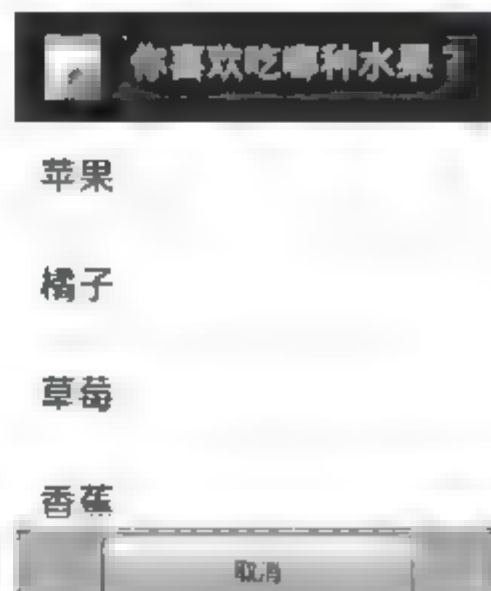 你喜欢吃哪种水果？
苹果
橘子
草莓
香蕉
取消